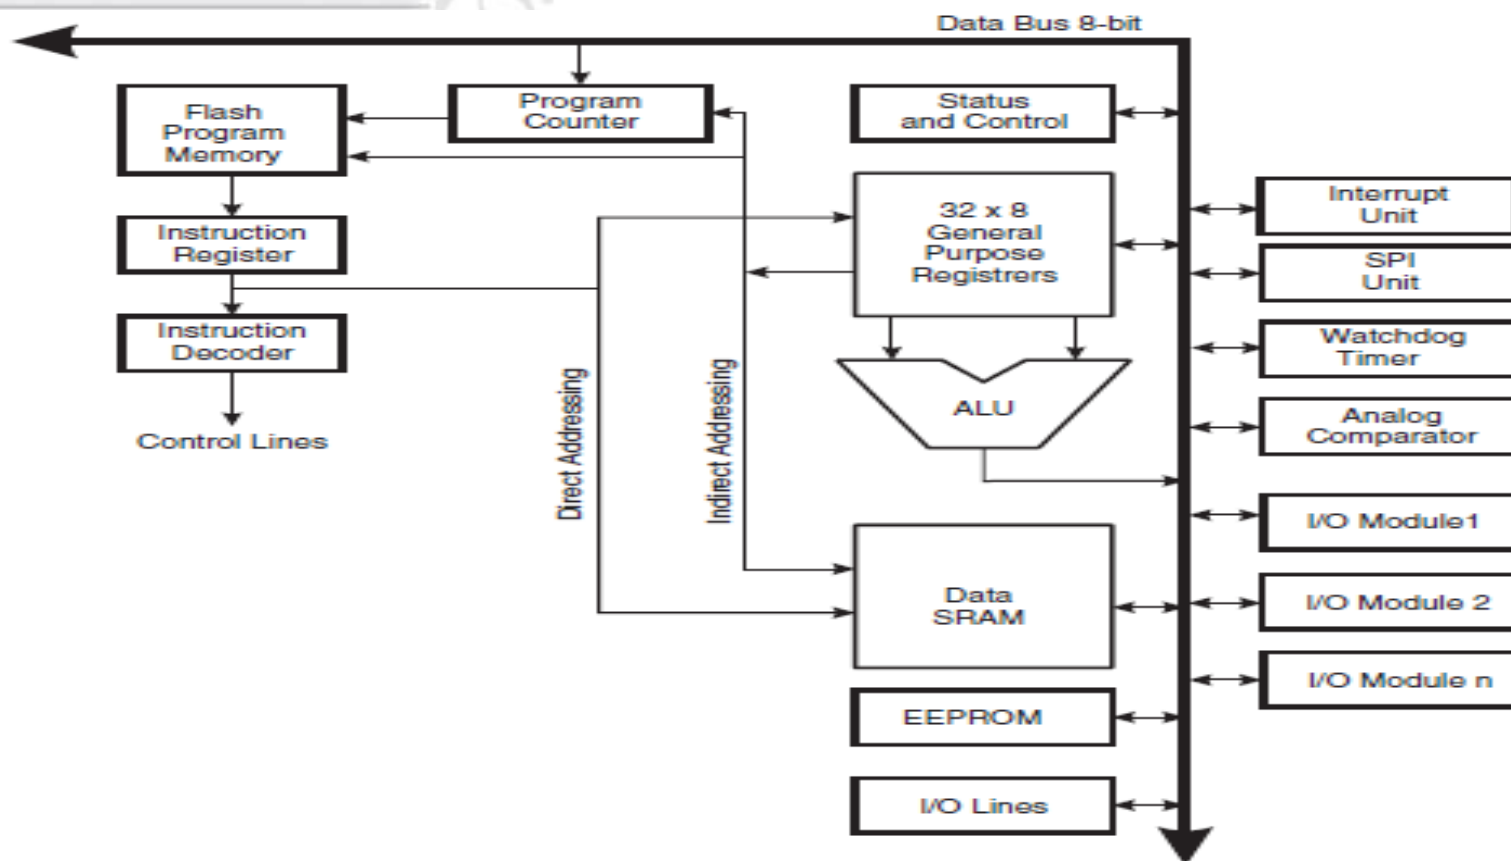 Data Bus 8-bit
Flash
Program
Memory
Program
Counter
Status
and Control
Instruction
Register
32 x 8
General
Purpose
Registrers
Interrupt
Unit
SPI
Unit
Instruction
Decoder
Watchdog
Timer
Control Lines
Direct Addressing
Indirect Addressing
ALU
Analog
Comparator
I/O Module1
Data
SRAM
I/O Module 2
I/O Module n
EEPROM
I/O Lines